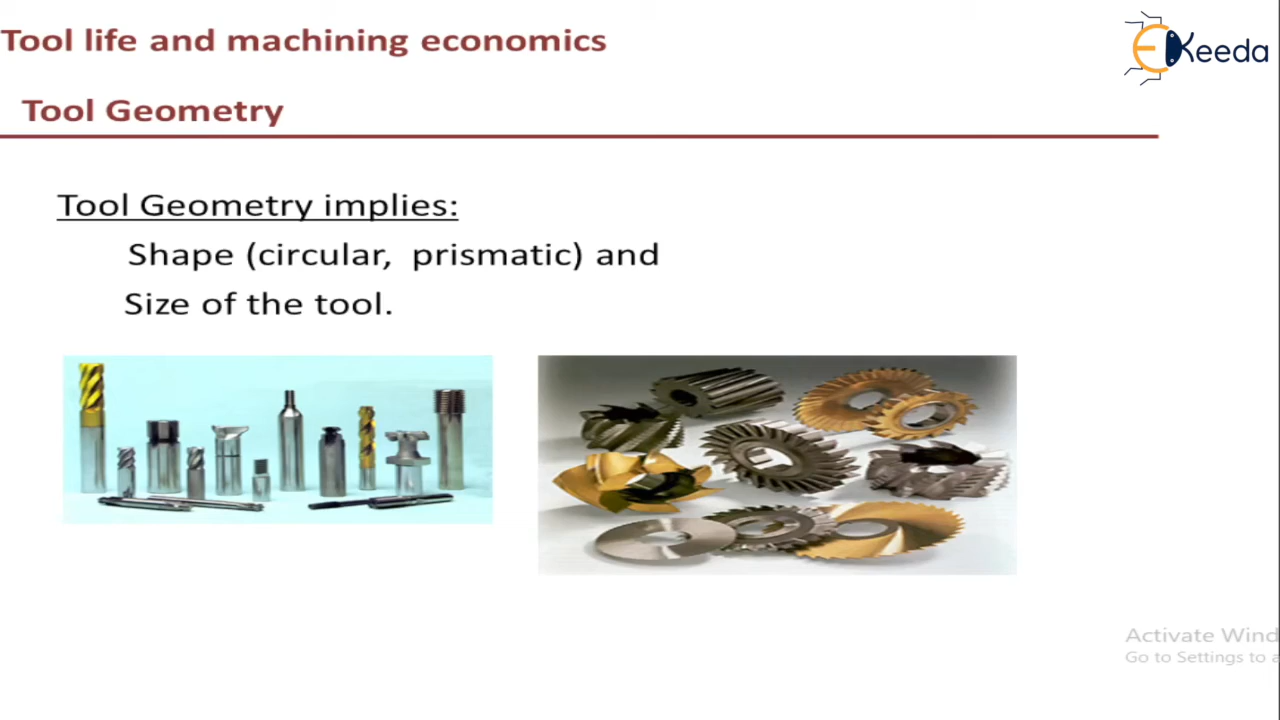 Tool life and machining economics
Keeda
Tool Geometry
Tool Geometry implies:
Shape (circular, prismatic) and
Size of the tool.
Activate Wind
Go to Settings to a